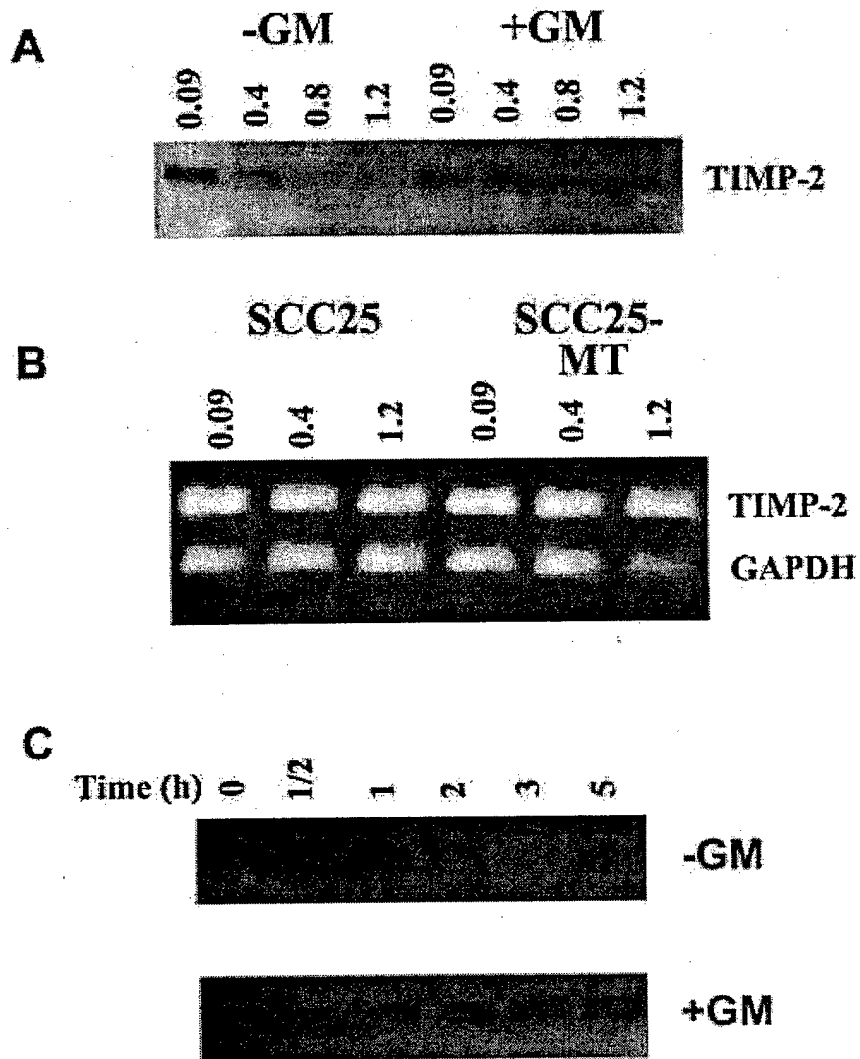 A
-GM +GM
0.09 0.4 0.8 1.2 0.09 0.4 0.8 1.2
TIMP-2
SCC25 SCC25-
MT
B
0.09 0.4 1.2 0.09 0.4 1.2
TIMP-2
GAPDH
C
Time (h) 0 1/2 1 2 3 5
-GM
+GM